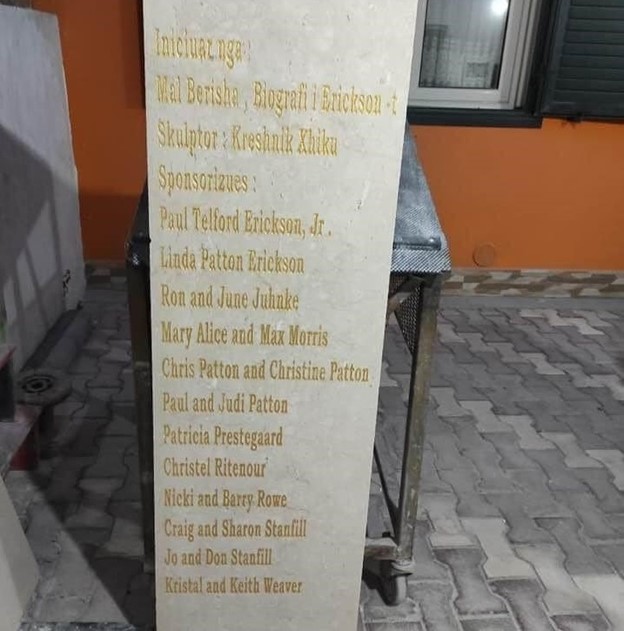 Iniciuar nga :
Mal Berisha , Biografi i Erickson -t
Skulptor : Kreshnik Xhiku
Sponsorizues :
Paul Telford Erickson, Jr .
Linda Patton Erickson
Ron and June Juhnke
Mary Alice and Max Morris
Chris Patton and Christine Patton
Paul and Judi Patton
Patricia Prestegaard
Christel Ritenour
Nicki and Barry Rowe
Craig and Sharon Stanfill
Jo and Don Stanfill
Kristal and Keith Weaver